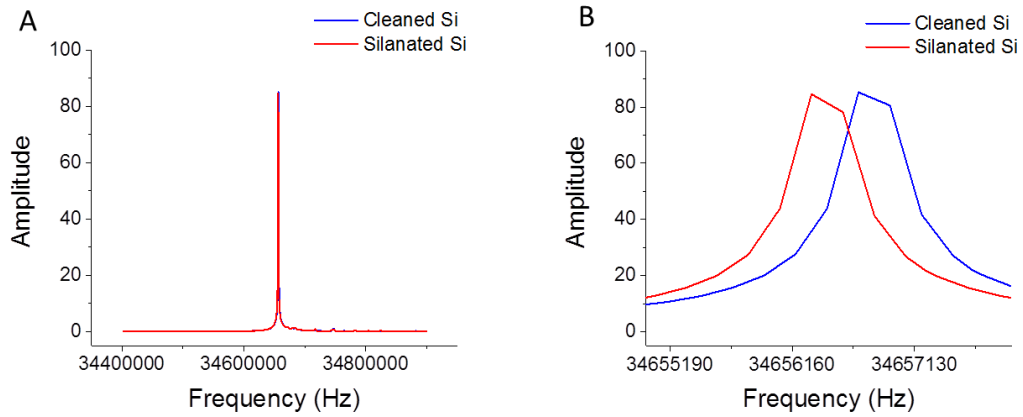 A
Cleaned Si
Silanated Si
100
80
60
40
20
0
Amplitude
34400000 34600000 34800000
Frequency (Hz)
B
Cleaned Si
Silanated Si
100
80
60
40
20
0
Amplitude
34655190 34656160 34657130
Frequency (Hz)